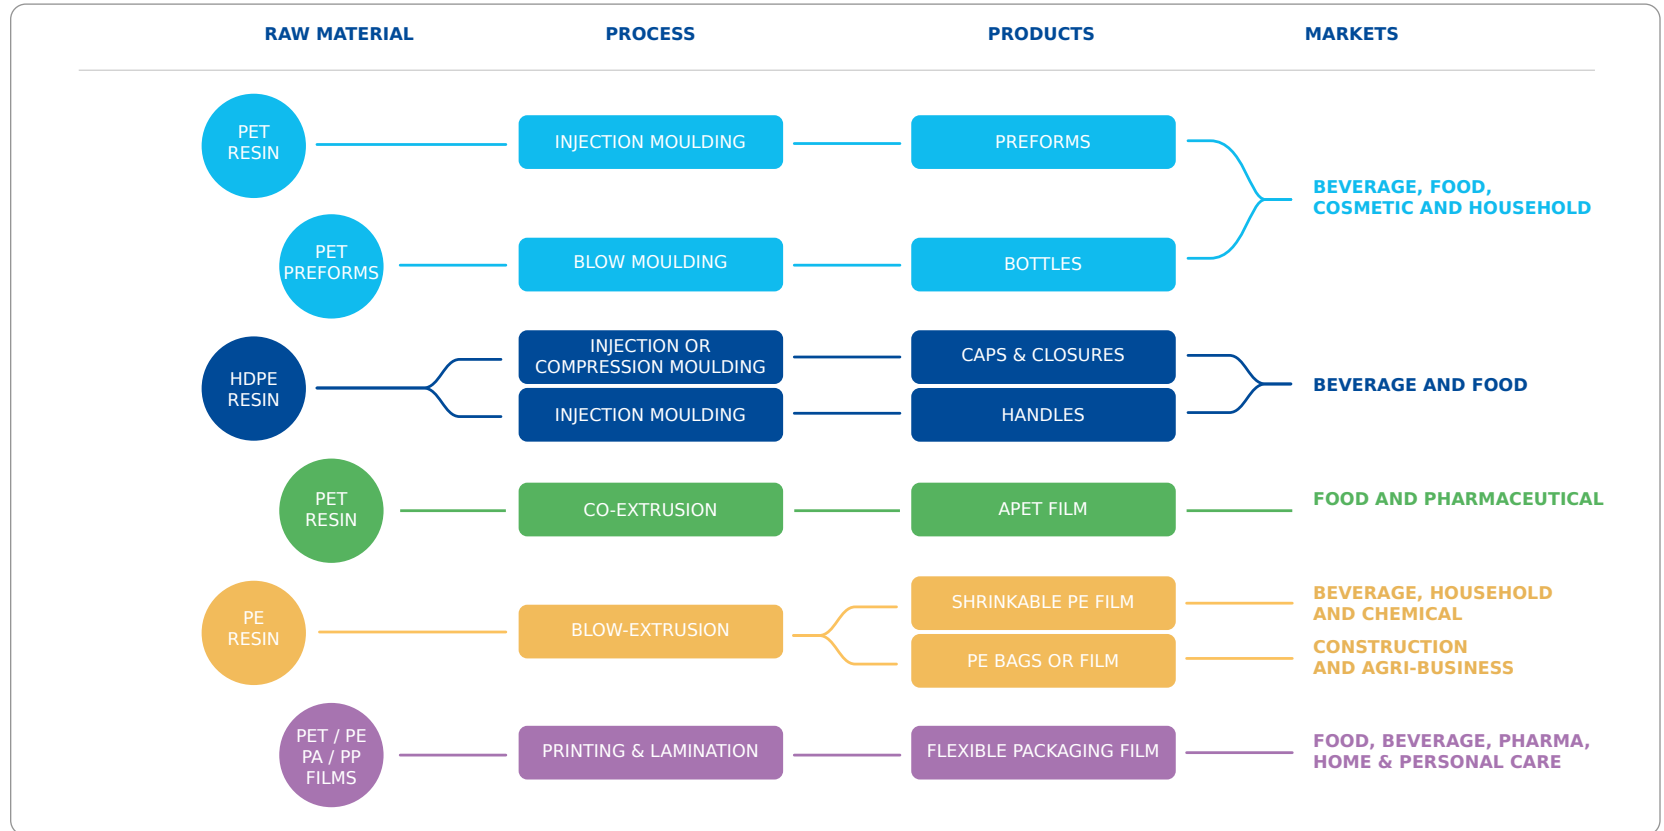 RAW MATERIAL
PROCESS
PRODUCTS
MARKETS
PET
RESIN
INJECTION MOULDING
PREFORMS
BEVERAGE, FOOD,
COSMETIC AND HOUSEHOLD
PET
PREFORMS
BLOW MOULDING
BOTTLES
HDPE
RESIN
INJECTION OR
COMPRESSION MOULDING
CAPS & CLOSURES
INJECTION MOULDING
HANDLES
BEVERAGE AND FOOD
PET
RESIN
CO-EXTRUSION
APET FILM
FOOD AND PHARMACEUTICAL
PE
RESIN
BLOW-EXTRUSION
SHRINKABLE PE FILM
BEVERAGE, HOUSEHOLD
AND CHEMICAL
PE BAGS OR FILM
CONSTRUCTION
AND AGRI-BUSINESS
PET / PE
PA / PP
FILMS
PRINTING & LAMINATION
FLEXIBLE PACKAGING FILM
FOOD, BEVERAGE, PHARMA,
HOME & PERSONAL CARE